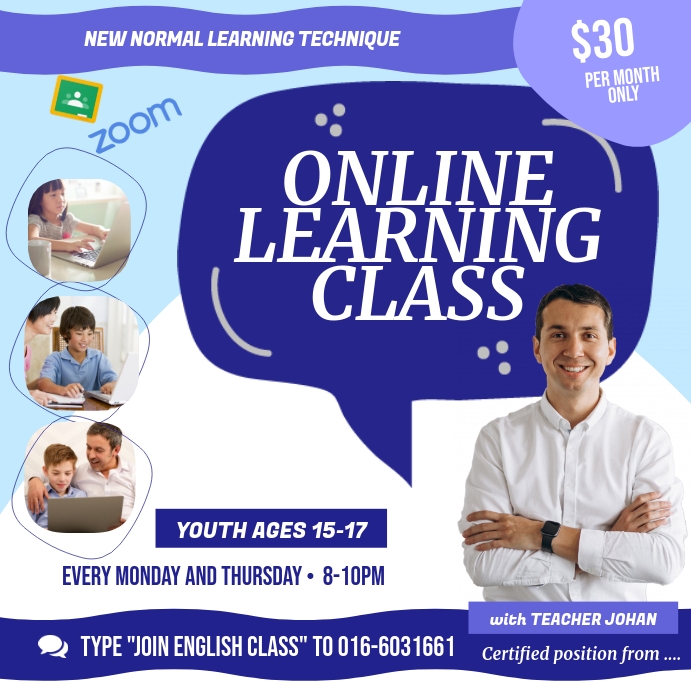 NEW NORMAL LEARNING TECHNIQUE
$30
PER MONTH
ONLY
zoom
ONLINE
LEARNING
CLASS
YOUTH AGES 15-17
EVERY MONDAY AND THURSDAY • 8-10PM
with TEACHER JOHAN
TYPE "JOIN ENGLISH CLASS" TO 016-6031661
Certified position from ....